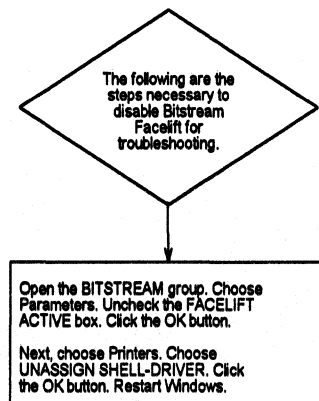 The following are the
steps necessary to
disable Bitstream
Facelift for
troubleshooting.
Open the BITSTREAM group. Choose
Parameters. Uncheck the FACELIFT
ACTIVE box. Click the OK button.
Next, choose Printers. Choose
UNASSIGN SHELL-DRIVER. Click
the OK button. Restart Windows.